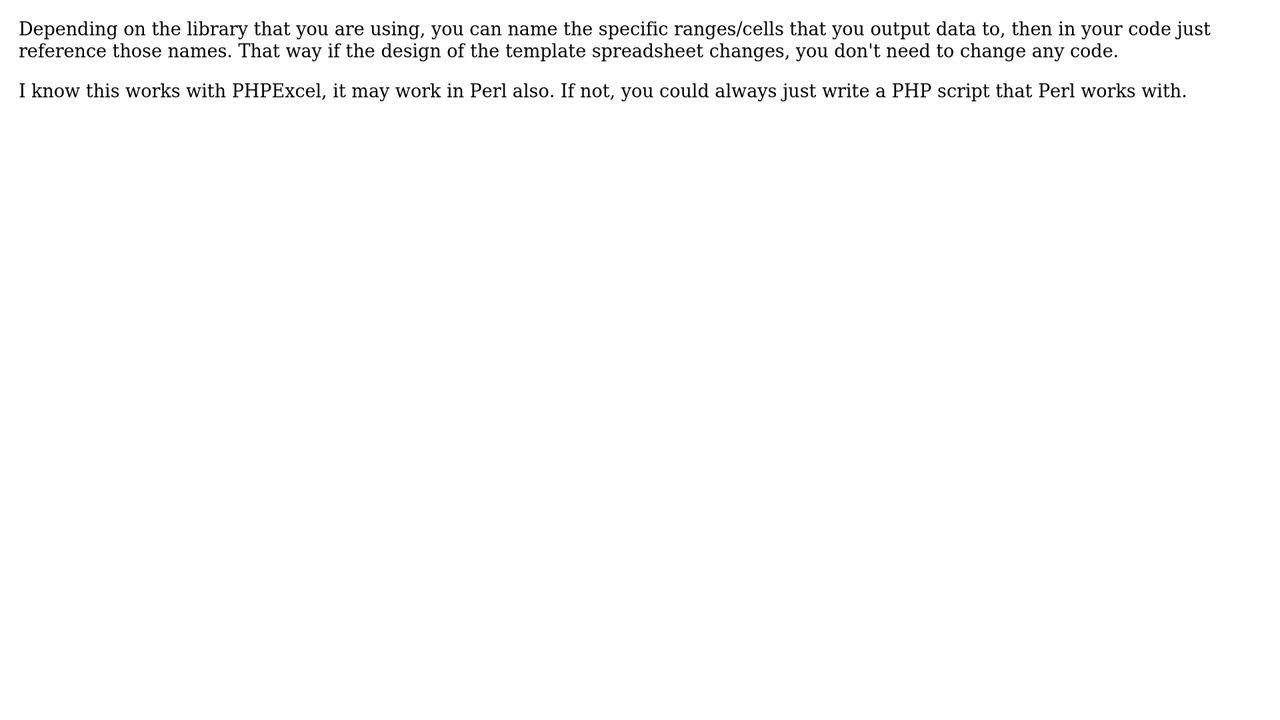 Depending on the library that you are using, you can name the specific ranges/cells that you output data to, then in your code just
reference those names. That way if the design of the template spreadsheet changes, you don't need to change any code.
I know this works with PHPExcel, it may work in Perl also. If not, you could always just write a PHP script that Perl works with.